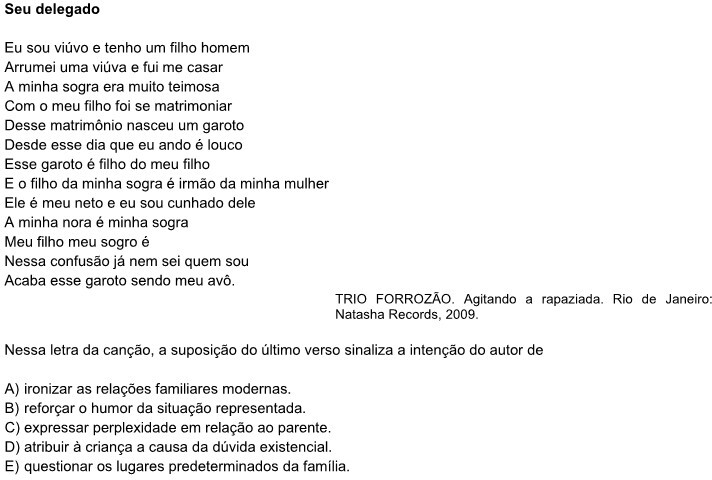 Seu delegado
Eu sou viúvo e tenho um filho homem
Arrumei uma viúva e fui me casar
A minha sogra era muito teimosa
Com o meu filho foi se matrimoniar
Desse matrimônio nasceu um garoto
Desde esse dia que eu ando é louco
Esse garoto é filho do meu filho
E o filho da minha sogra é irmão da minha mulher
Ele é meu neto e eu sou cunhado dele
A minha nora é minha sogra
Meu filho meu sogro é
Nessa confusão já nem sei quem sou
Acaba esse garoto sendo meu avô.
TRIO FORROZÃO. Agitando a rapaziada. Rio de Janeiro:
Natasha Records, 2009.
Nessa letra da canção, a suposição do último verso sinaliza a intenção do autor de
A) ironizar as relações familiares modernas.
B) reforçar o humor da situação representada.
C) expressar perplexidade em relação ao parente.
D) atribuir à criança a causa da dúvida existencial.
E) questionar os lugares predeterminados da família.